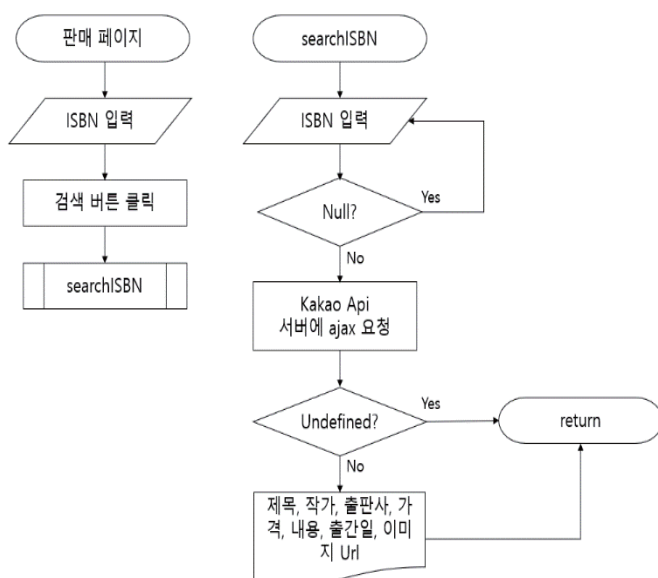 판매 페이지
ISBN 입력
검색 버튼 클릭
searchISBN
searchISBN
ISBN 입력
Null?
Yes
No
Kakao Api
서버에 ajax 요청
Undefined?
Yes
return
No
제목, 작가, 출판사, 가
격, 내용, 출간일, 이미
지 Url